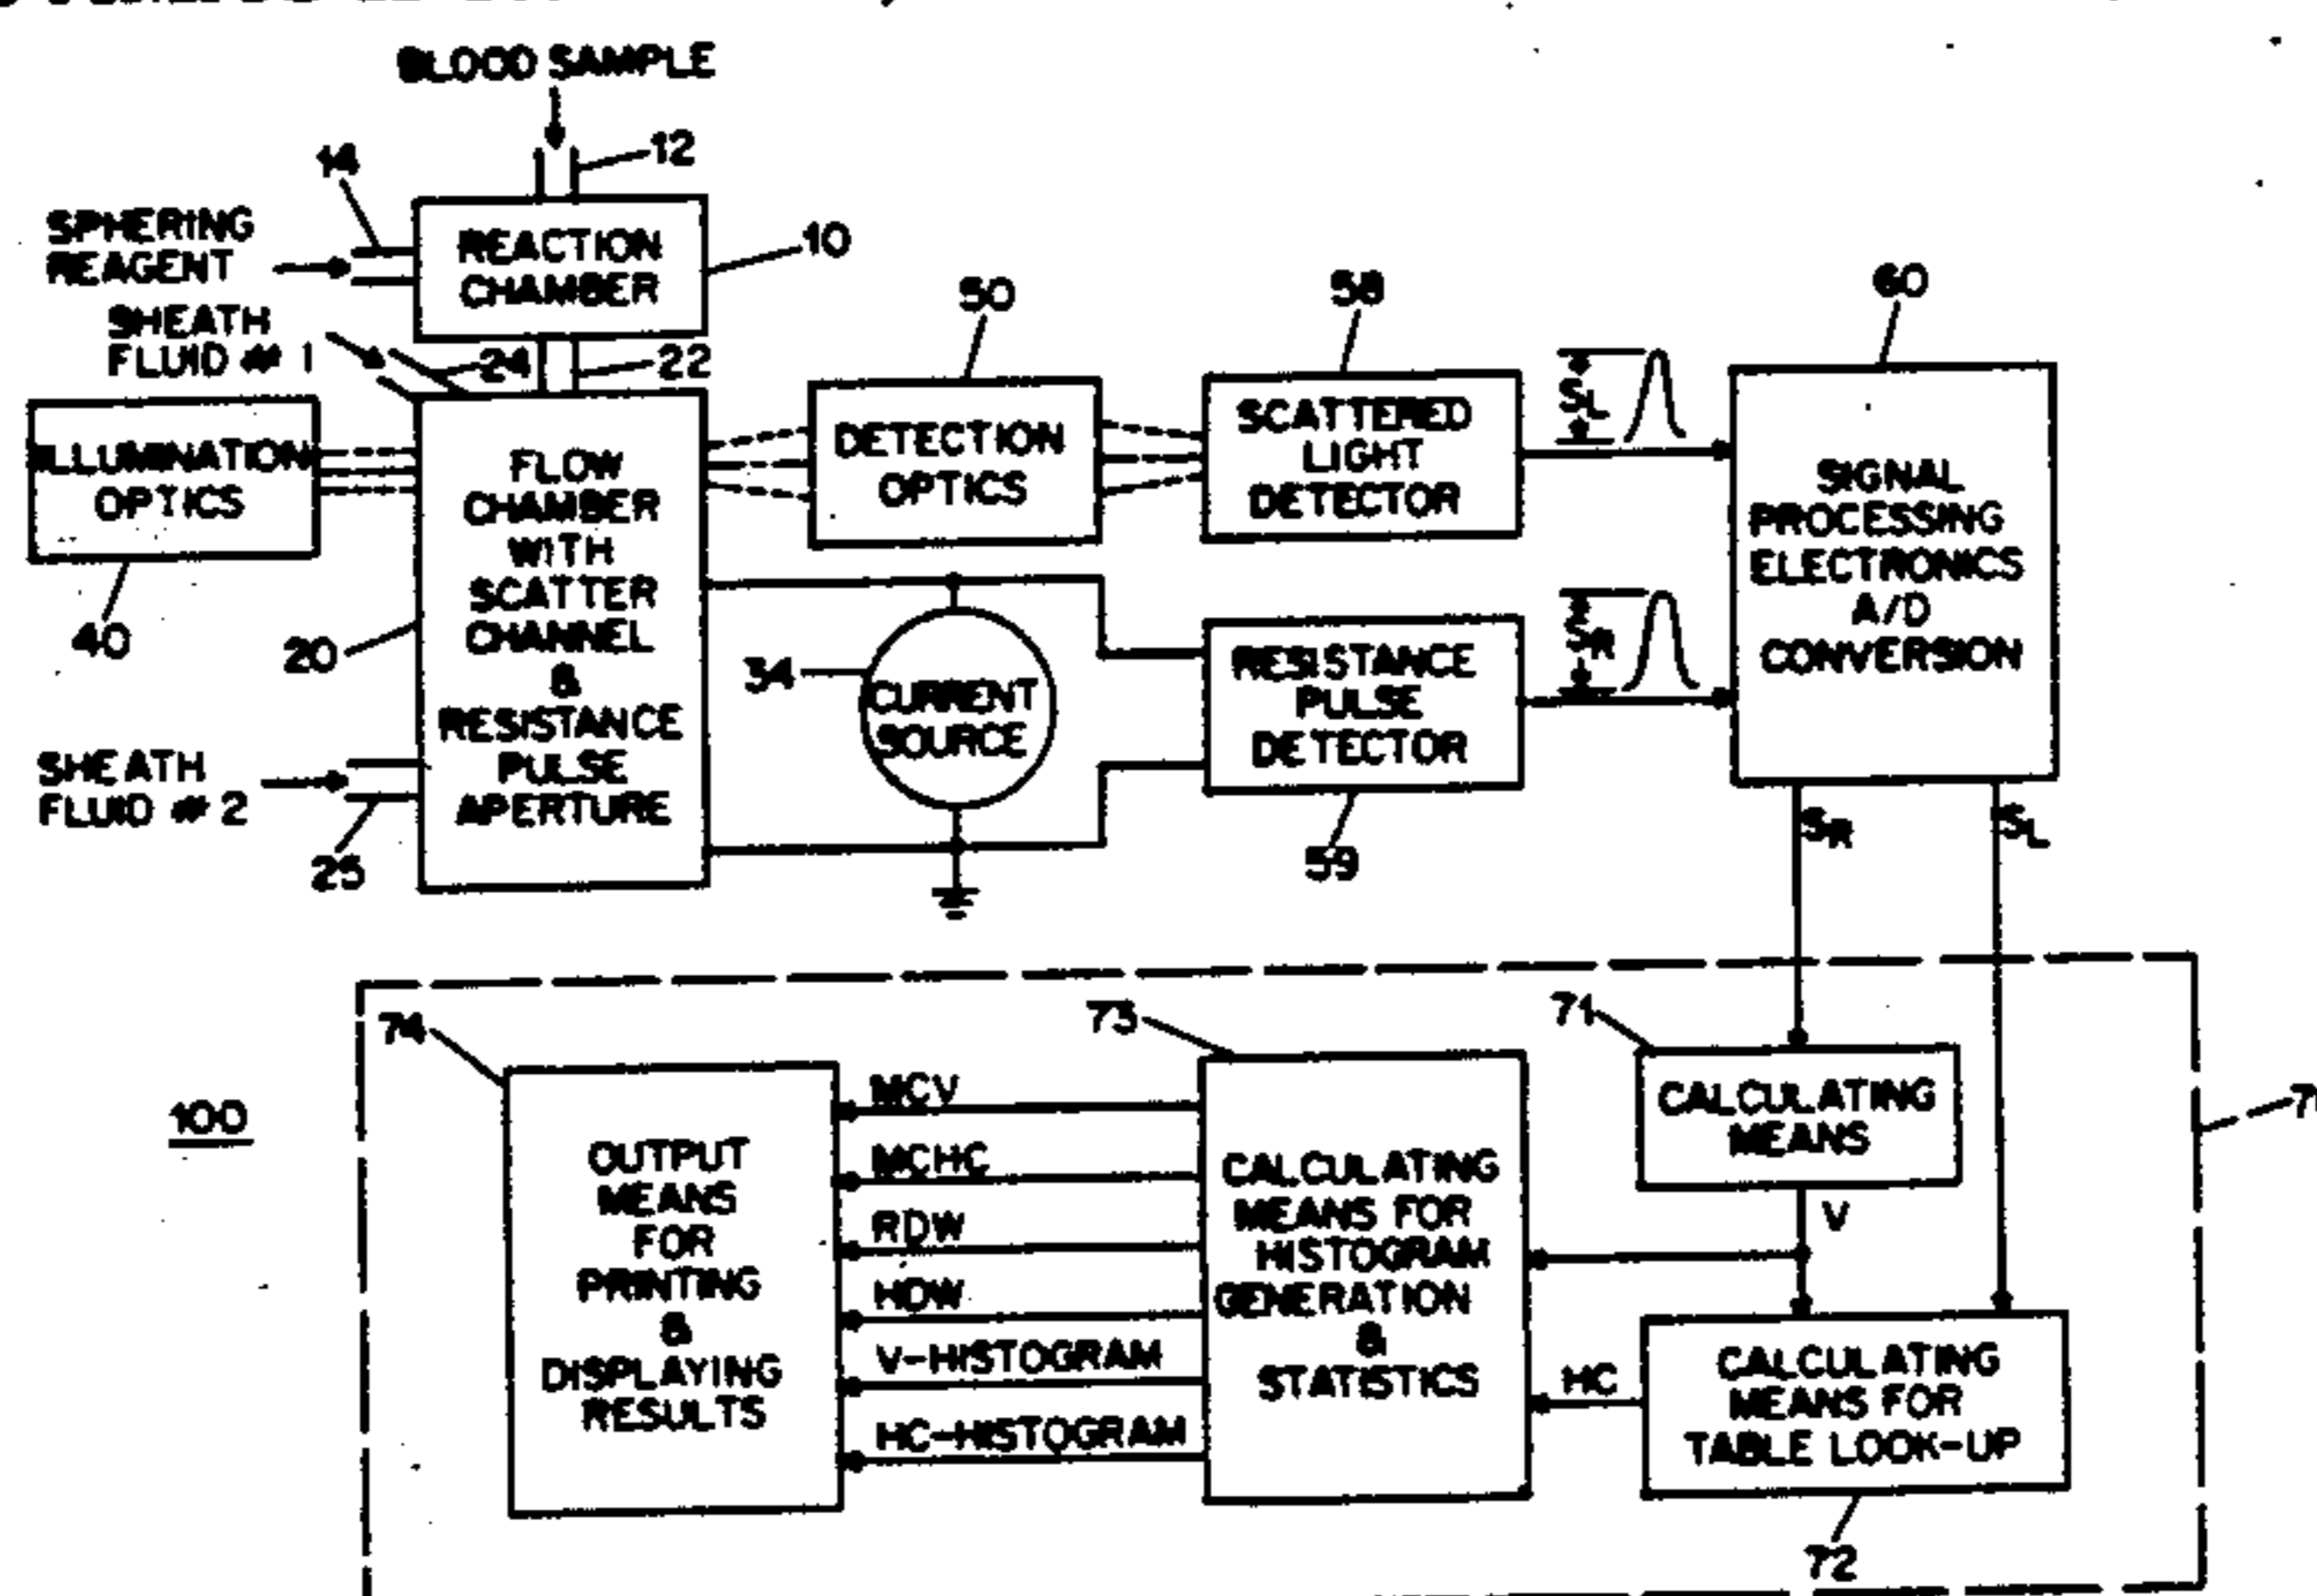 BLOOD SAMPLE
12
14
SPHERING
REAGENT
REACTION
CHAMBER
10
SHEATH
FLUID # 1
24
22
50
58
60
ILLUMINATION
OPTICS
40
FLOW
CHAMBER
WITH
SCATTER
CHANNEL
&
RESISTANCE
PULSE
APERTURE
20
SHEATH
FLUID # 2
25
DETECTION
OPTICS
SCATTERED
LIGHT
DETECTOR
SL
SIGNAL
PROCESSING
ELECTRONICS
A/D
CONVERSION
34
CURRENT
SOURCE
RESISTANCE
PULSE
DETECTOR
59
SR
SR
SL
100
74
OUTPUT
MEANS
FOR
PRINTING
&
DISPLAYING
RESULTS
MCV
MCHC
RDW
HDW
V-HISTOGRAM
HC-HISTOGRAM
73
CALCULATING
MEANS FOR
HISTOGRAM
GENERATION
&
STATISTICS
71
CALCULATING
MEANS
V
HC
CALCULATING
MEANS FOR
TABLE LOOK-UP
72